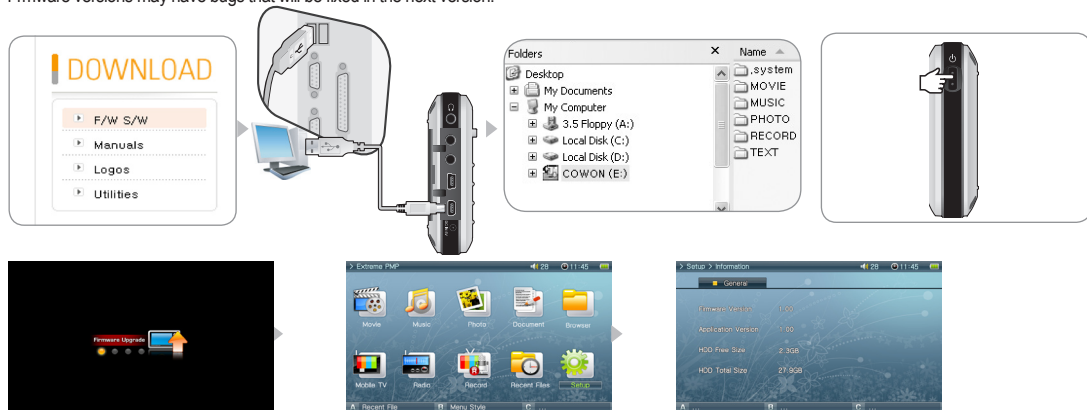 Firmware versions may have bugs that will be fixed in the next version.
DOWNLOAD
F/W S/W
Manuals
Logos
Utilities
Folders
Desktop
My Documents
My Computer
3.5 Floppy (A:)
Local Disk (C:)
Local Disk (D:)
COWON (E:)
Name
.system
MOVIE
MUSIC
PHOTO
RECORD
TEXT
Firmware Upgrade
> Extreme PMP 28 11:45
Movie Music Photo Document Browser
Mobile TV Radio Record Recent Files Setup
A Recent File B Menu Style C ...
> Setup > Information 28 11:45
General
Firmware Version 1.00
Application Version 1.00
HDD Free Size 2.3GB
HDD Total Size 27.9GB
A ... B ... C ...